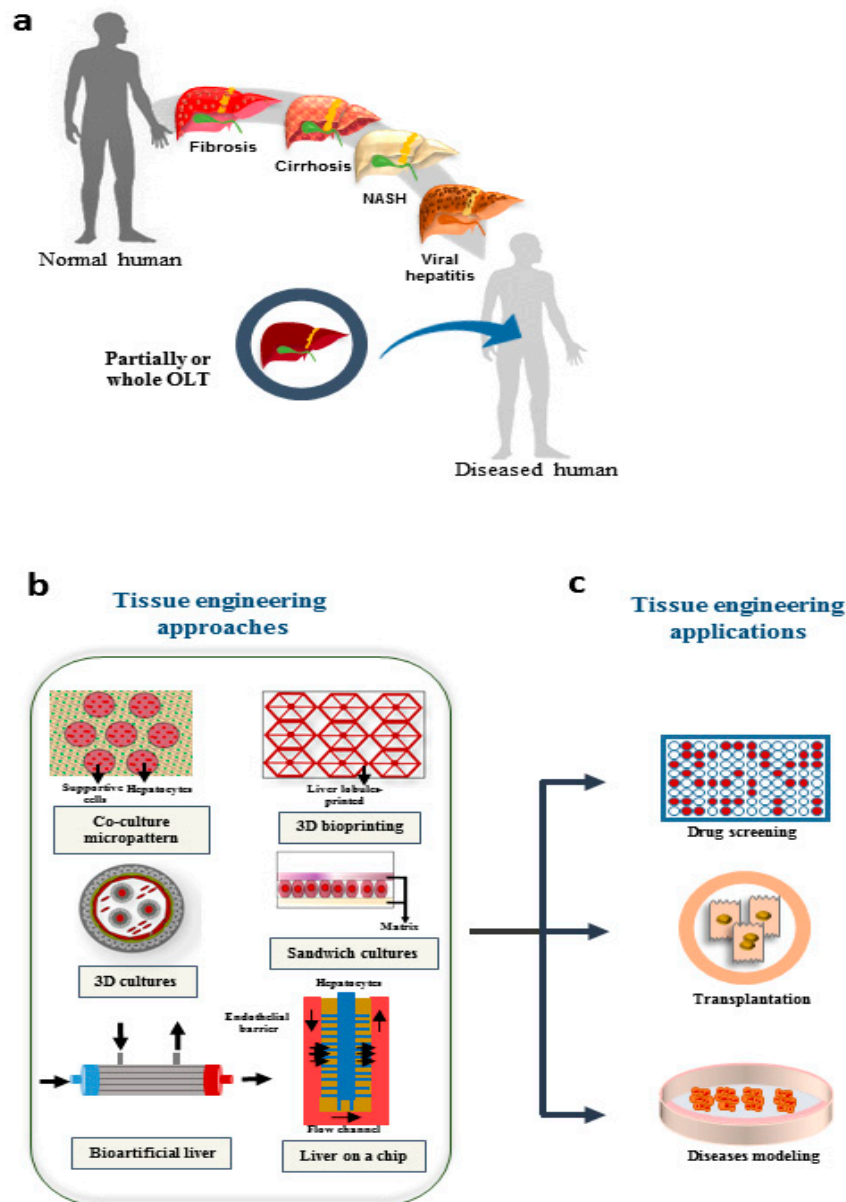 a
Fibrosis
Cirrhosis
NASH
Viral
hepatitis
Normal human
Partially or
whole OLT
Diseased human
b
Tissue engineering
approaches
Supportive
cells
Hepatocytes
Co-culture
micropattern
Liver lobules-
printed
3D bioprinting
3D cultures
Matrix
Sandwich cultures
Bioartificial liver
Hepatocytes
Endothelial
barrier
Flow channel
Liver on a chip
c
Tissue engineering
applications
Drug screening
Transplantation
Diseases modeling